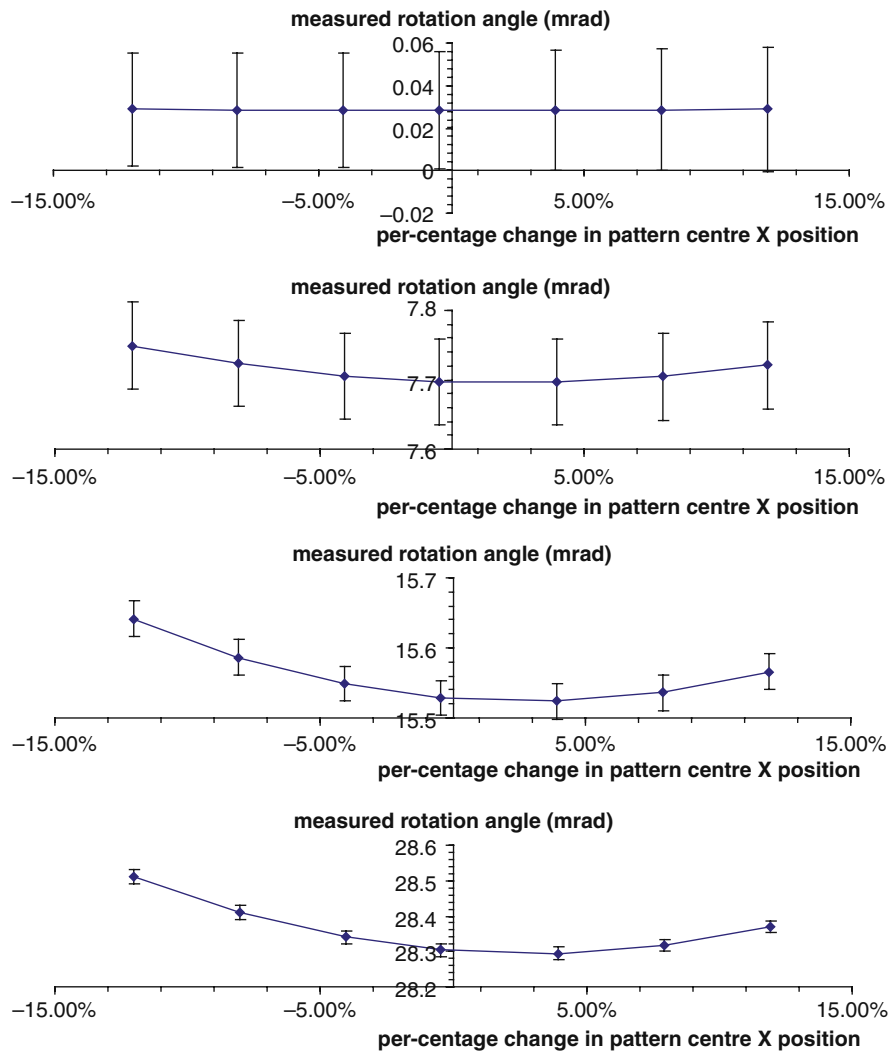 measured rotation angle (mrad)
0.06
0.04
0.02
0
−15.00% −5.00% 5.00% 15.00%
−0.02
per-centage change in pattern centre X position
measured rotation angle (mrad)
7.8
7.7
7.6
−15.00% −5.00% 5.00% 15.00%
per-centage change in pattern centre X position
measured rotation angle (mrad)
15.7
15.6
15.5
−15.00% −5.00% 5.00% 15.00%
per-centage change in pattern centre X position
measured rotation angle (mrad)
28.6
28.5
28.4
28.3
28.2
−15.00% −5.00% 5.00% 15.00%
per-centage change in pattern centre X position